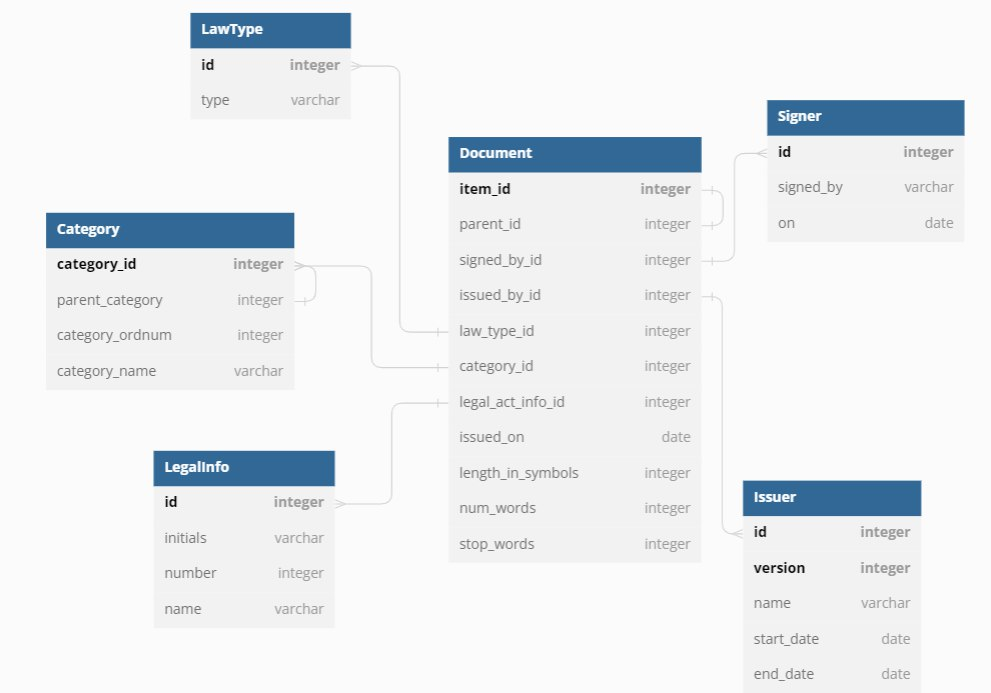 LawType
id integer
type varchar
Signer
id integer
signed_by varchar
on date
Document
item_id integer
parent_id integer
signed_by_id integer
issued_by_id integer
law_type_id integer
category_id integer
legal_act_info_id integer
issued_on date
length_in_symbols integer
num_words integer
stop_words integer
Category
category_id integer
parent_category integer
category_ordnum integer
category_name varchar
LegalInfo
id integer
initials varchar
number integer
name varchar
Issuer
id integer
version integer
name varchar
start_date date
end_date date